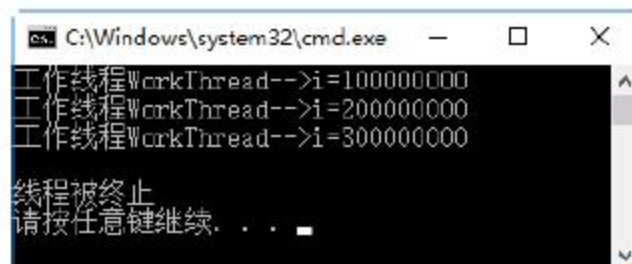 C:\Windows\system32\cmd.exe
工作线程WorkThread-->i=100000000
工作线程WorkThread-->i=200000000
工作线程WorkThread-->i=300000000
线程被终止
请按任意键继续. . .